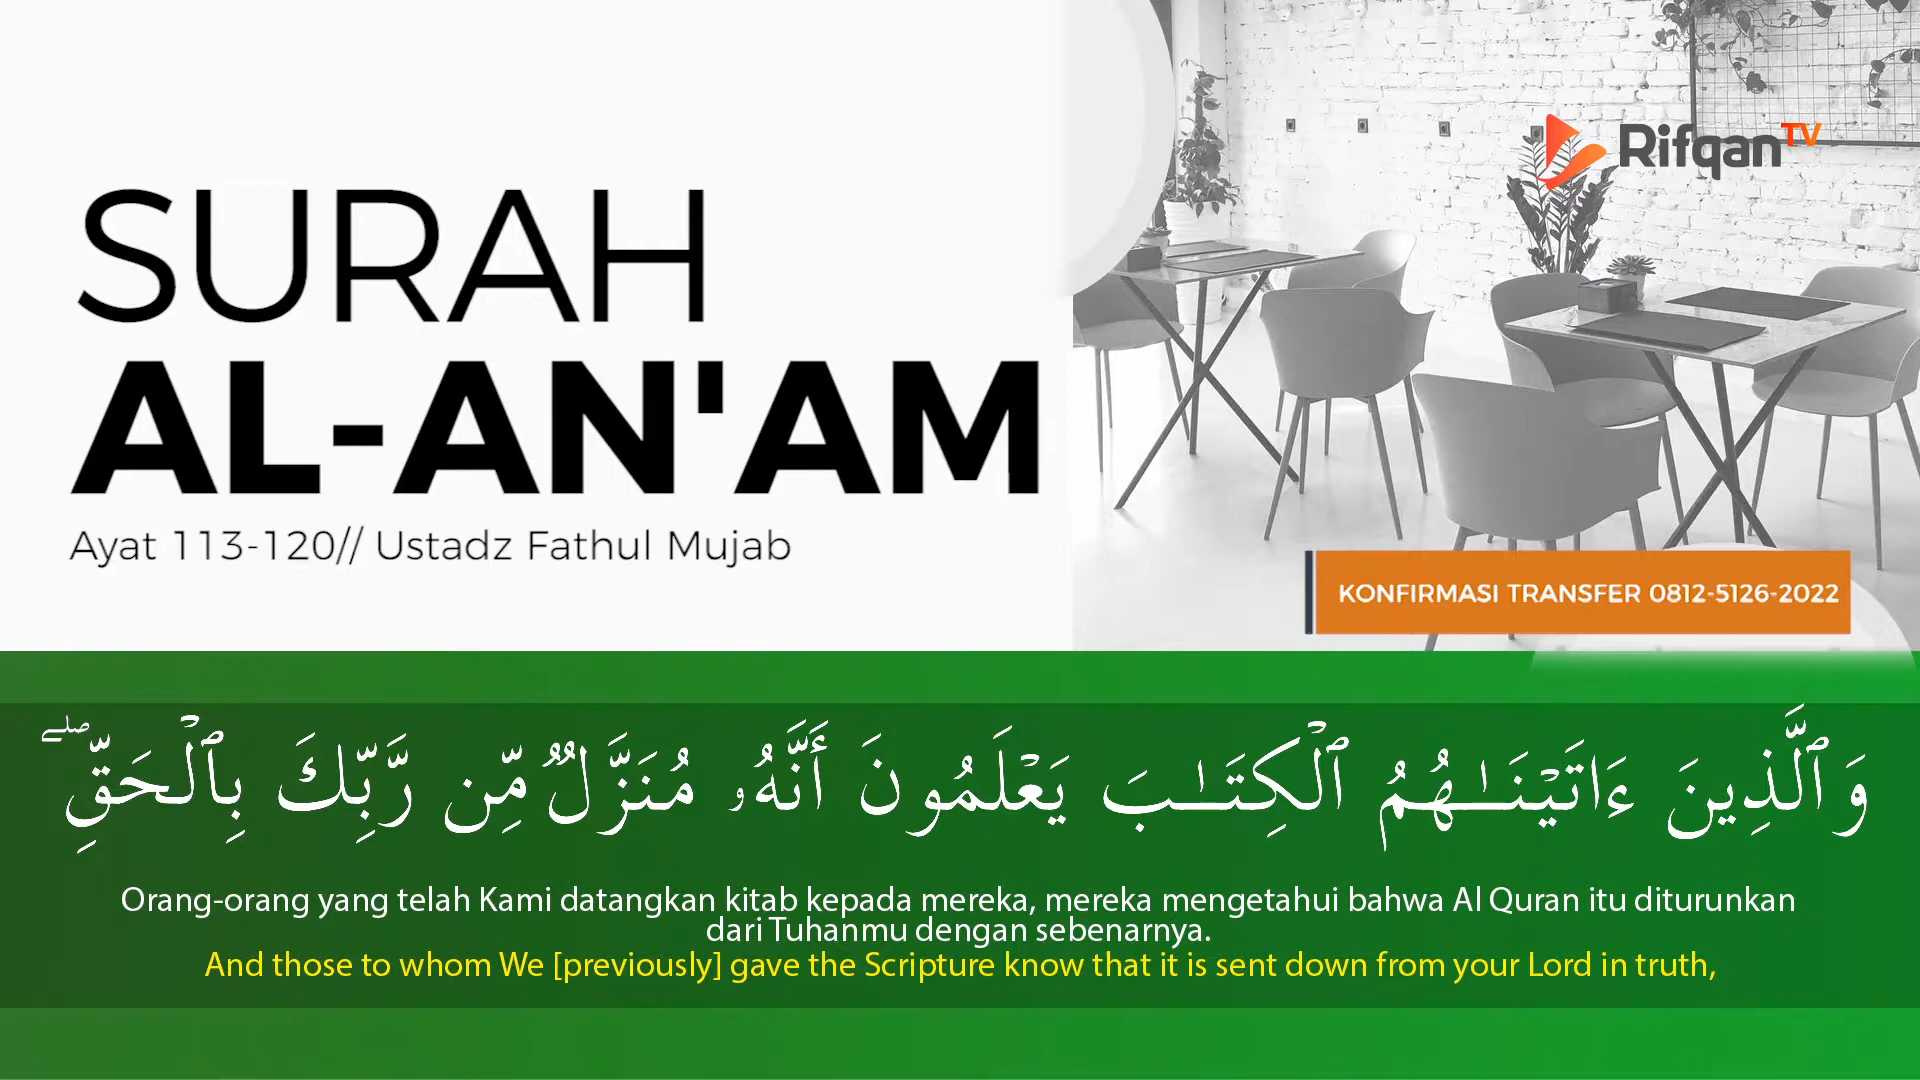 Rifqan TV
SURAH
AL-AN'AM
Ayat 113-120// Ustadz Fathul Mujab
KONFIRMASI TRANSFER 0812-5126-2022
وَٱلَّذِينَ ءَاتَيْنَـٰهُمُ ٱلْكِتَـٰبَ يَعْلَمُونَ أَنَّهُۥ مُنَزَّلٌ مِّن رَّبِّكَ بِٱلْحَقِّ ۖ
Orang-orang yang telah Kami datangkan kitab kepada mereka, mereka mengetahui bahwa Al Quran itu diturunkan
dari Tuhanmu dengan sebenarnya.
And those to whom We [previously] gave the Scripture know that it is sent down from your Lord in truth,